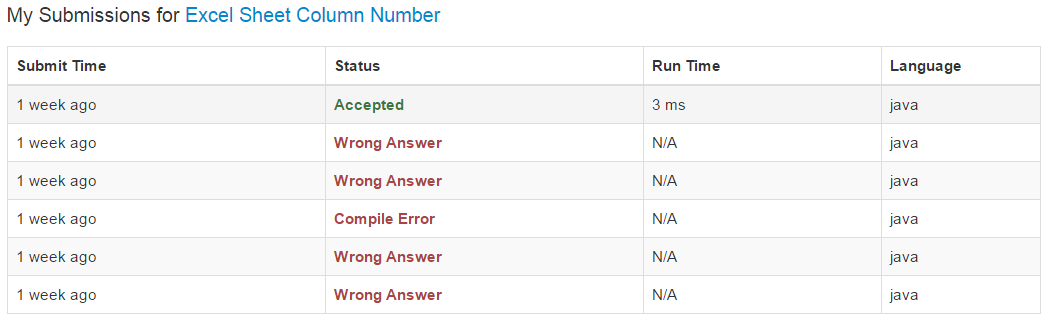 My Submissions for Excel Sheet Column Number
Submit Time Status Run Time Language
1 week ago Accepted 3 ms java
1 week ago Wrong Answer N/A java
1 week ago Wrong Answer N/A java
1 week ago Compile Error N/A java
1 week ago Wrong Answer N/A java
1 week ago Wrong Answer N/A java